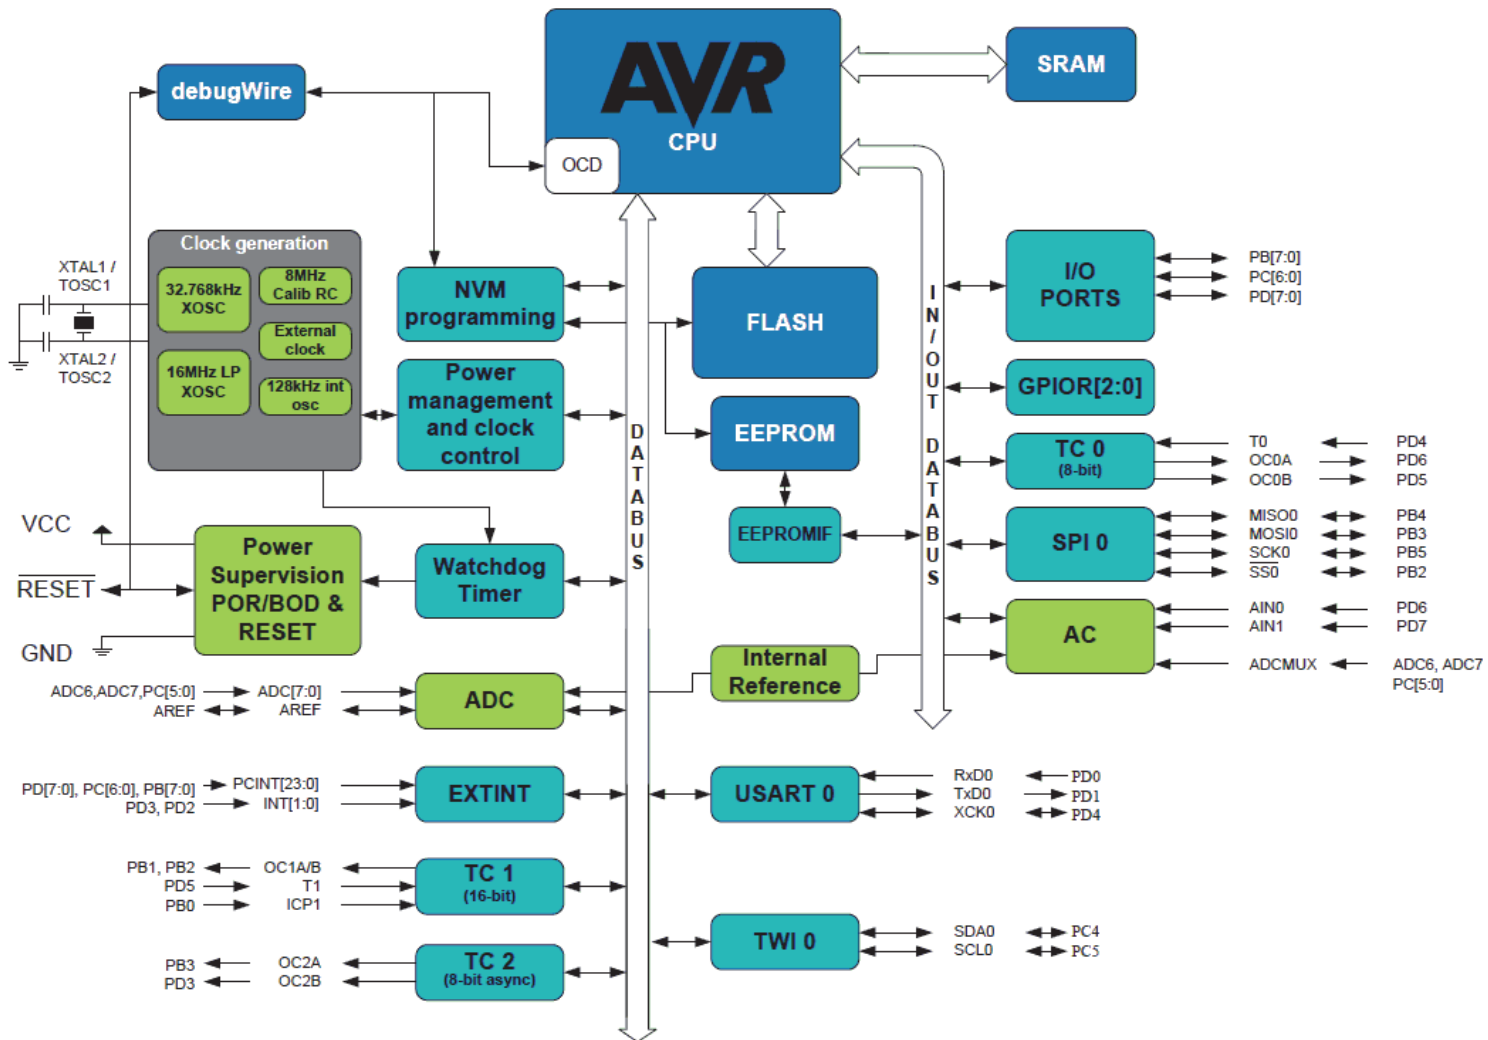 AVR
CPU
OCD
SRAM
debugWire
Clock generation
32.768kHz
XOSC
8MHz
Calib RC
External
clock
16MHz LP
XOSC
128kHz int
osc
XTAL1 /
TOSC1
XTAL2 /
TOSC2
NVM
programming
Power
management
and clock
control
FLASH
EEPROM
EEPROMIF
DATABUS
IN/OUT DATABUS
I/O
PORTS
PB[7:0]
PC[6:0]
PD[7:0]
GPIOR[2:0]
TC 0
(8-bit)
T0 PD4
OC0A PD6
OC0B PD5
SPI 0
MISO0 PB4
MOSI0 PB3
SCK0 PB5
SS0 PB2
AC
AIN0 PD6
AIN1 PD7
ADCMUX ADC6, ADC7
PC[5:0]
VCC
RESET
GND
Power
Supervision
POR/BOD &
RESET
Watchdog
Timer
Internal
Reference
ADC6,ADC7,PC[5:0] ADC[7:0]
AREF AREF
ADC
PD[7:0], PC[6:0], PB[7:0] PCINT[23:0]
PD3, PD2 INT[1:0]
EXTINT
USART 0
RxD0 PD0
TxD0 PD1
XCK0 PD4
PB1, PB2 OC1A/B
PD5 T1
PB0 ICP1
TC 1
(16-bit)
TWI 0
SDA0 PC4
SCL0 PC5
PB3 OC2A
PD3 OC2B
TC 2
(8-bit async)